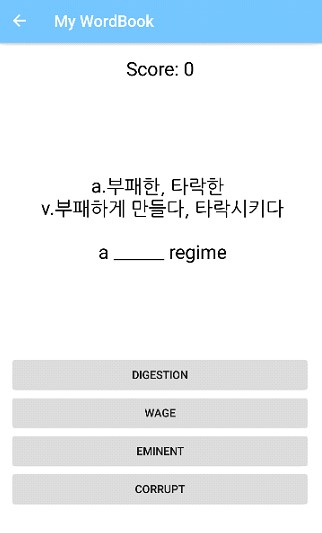 My WordBook
Score: 0
a.부패한, 타락한
v.부패하게 만들다, 타락시키다
a ______ regime
DIGESTION
WAGE
EMINENT
CORRUPT